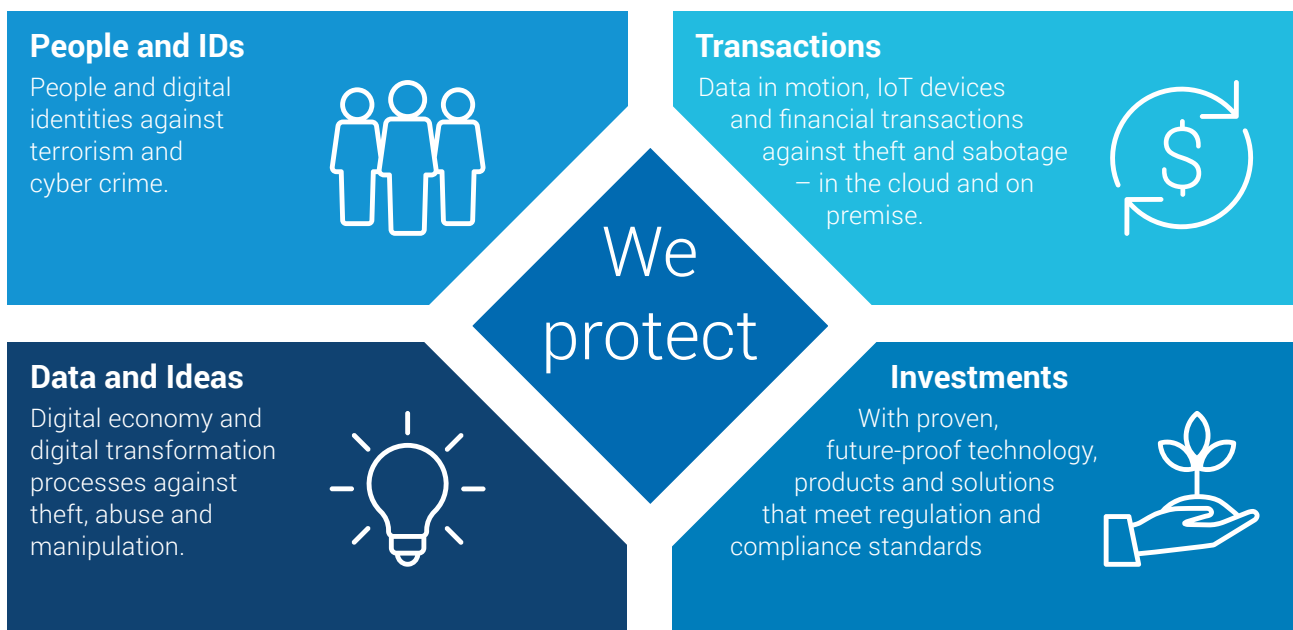 People and IDs
People and digital
identities against
terrorism and
cyber crime.
Transactions
Data in motion, IoT devices
and financial transactions
against theft and sabotage
– in the cloud and on
premise.
We
protect
Data and Ideas
Digital economy and
digital transformation
processes against
theft, abuse and
manipulation.
Investments
With proven,
future-proof technology,
products and solutions
that meet regulation and
compliance standards